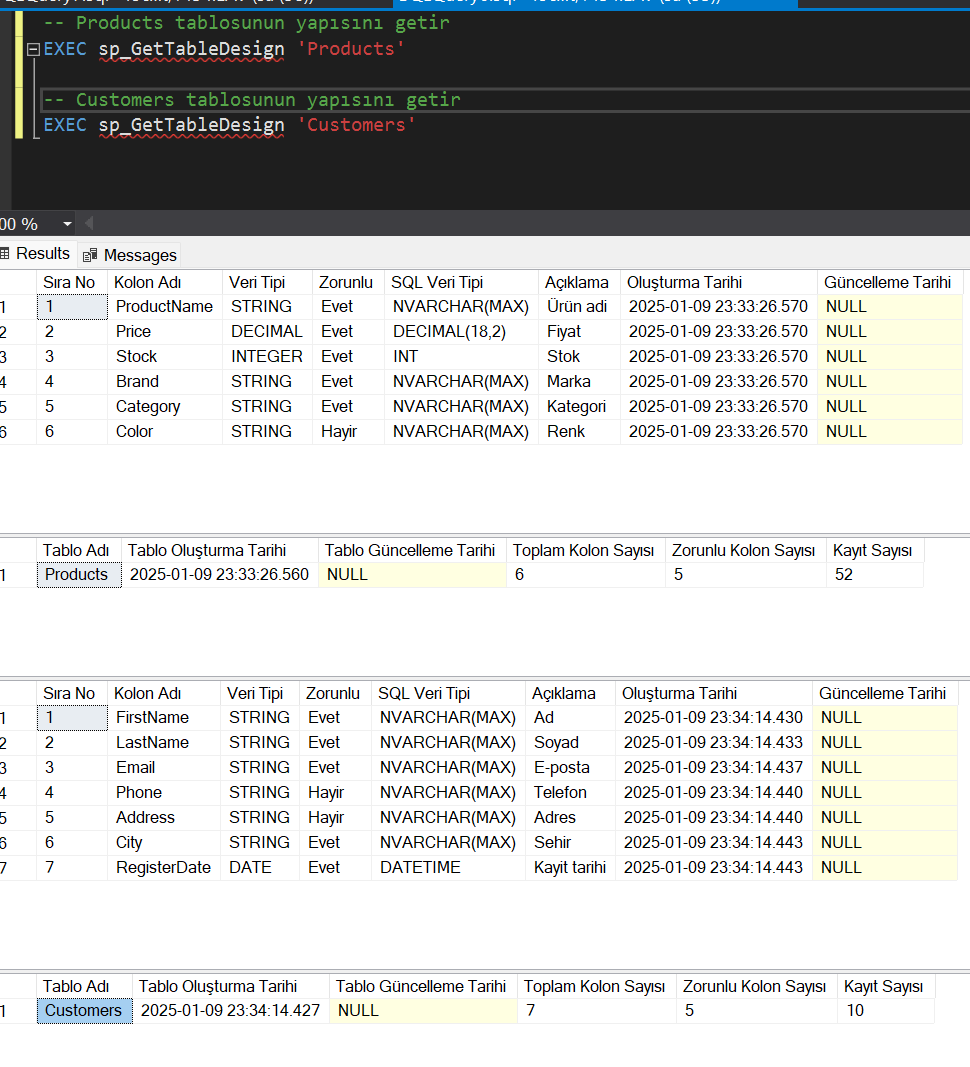 -- Products tablosunun yapısını getir
EXEC sp_GetTableDesign 'Products'
-- Customers tablosunun yapısını getir
EXEC sp_GetTableDesign 'Customers'
00 %
Results Messages
Sıra No Kolon Adı Veri Tipi Zorunlu SQL Veri Tipi Açıklama Oluşturma Tarihi Güncelleme Tarihi
1 1 ProductName STRING Evet NVARCHAR(MAX) Ürün adi 2025-01-09 23:33:26.570 NULL
2 2 Price DECIMAL Evet DECIMAL(18,2) Fiyat 2025-01-09 23:33:26.570 NULL
3 3 Stock INTEGER Evet INT Stok 2025-01-09 23:33:26.570 NULL
4 4 Brand STRING Evet NVARCHAR(MAX) Marka 2025-01-09 23:33:26.570 NULL
5 5 Category STRING Evet NVARCHAR(MAX) Kategori 2025-01-09 23:33:26.570 NULL
6 6 Color STRING Hayir NVARCHAR(MAX) Renk 2025-01-09 23:33:26.570 NULL
Tablo Adı Tablo Oluşturma Tarihi Tablo Güncelleme Tarihi Toplam Kolon Sayısı Zorunlu Kolon Sayısı Kayıt Sayısı
1 Products 2025-01-09 23:33:26.560 NULL 6 5 52
Sıra No Kolon Adı Veri Tipi Zorunlu SQL Veri Tipi Açıklama Oluşturma Tarihi Güncelleme Tarihi
1 1 FirstName STRING Evet NVARCHAR(MAX) Ad 2025-01-09 23:34:14.430 NULL
2 2 LastName STRING Evet NVARCHAR(MAX) Soyad 2025-01-09 23:34:14.433 NULL
3 3 Email STRING Evet NVARCHAR(MAX) E-posta 2025-01-09 23:34:14.437 NULL
4 4 Phone STRING Hayir NVARCHAR(MAX) Telefon 2025-01-09 23:34:14.440 NULL
5 5 Address STRING Hayir NVARCHAR(MAX) Adres 2025-01-09 23:34:14.440 NULL
6 6 City STRING Evet NVARCHAR(MAX) Sehir 2025-01-09 23:34:14.443 NULL
7 7 RegisterDate DATE Evet DATETIME Kayit tarihi 2025-01-09 23:34:14.443 NULL
Tablo Adı Tablo Oluşturma Tarihi Tablo Güncelleme Tarihi Toplam Kolon Sayısı Zorunlu Kolon Sayısı Kayıt Sayısı
1 Customers 2025-01-09 23:34:14.427 NULL 7 5 10